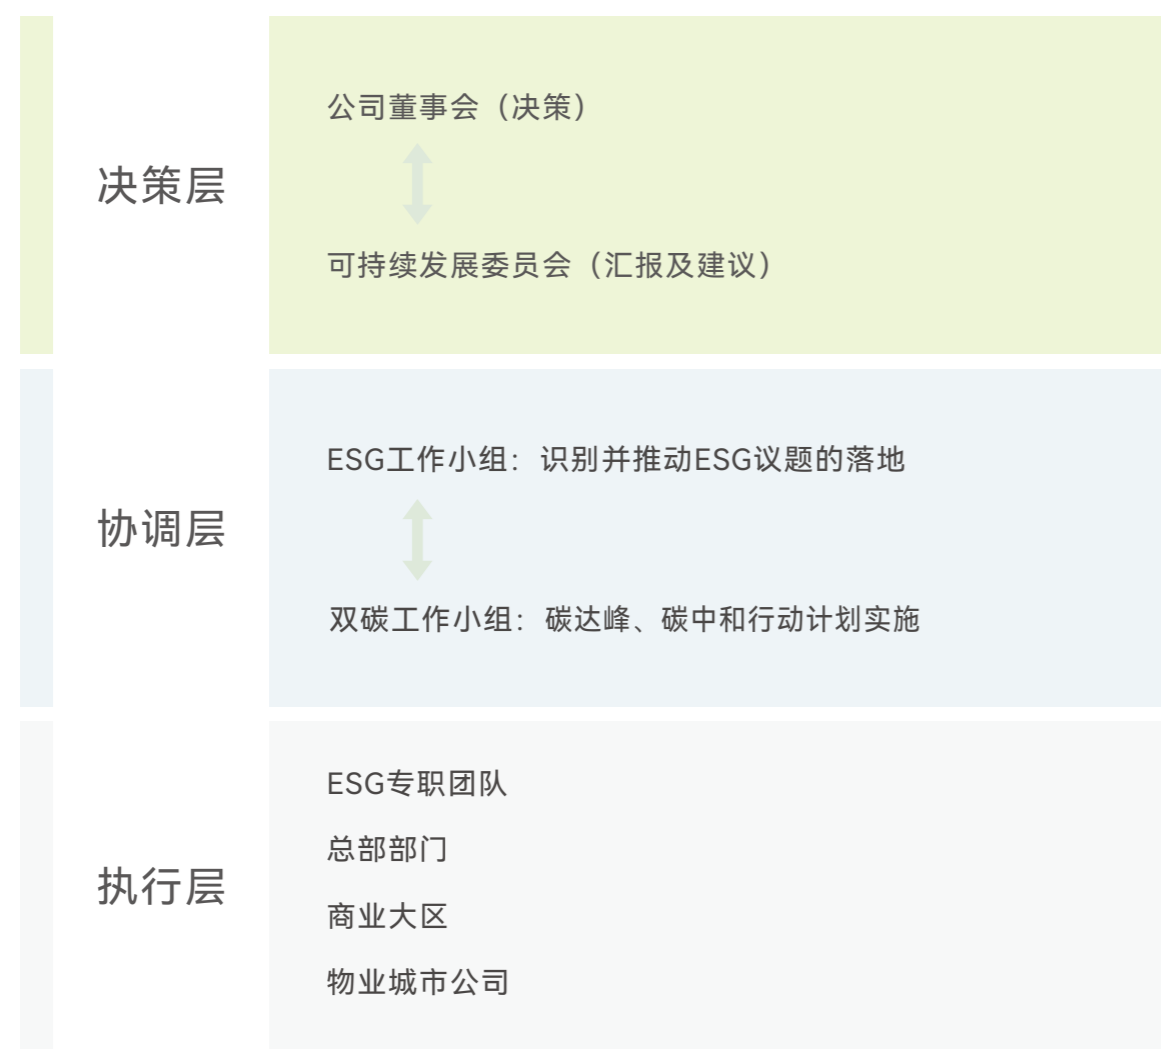 决策层
公司董事会（决策）
可持续发展委员会（汇报及建议）
协调层
ESG工作小组：识别并推动ESG议题的落地
双碳工作小组：碳达峰、碳中和行动计划实施
执行层
ESG专职团队
总部部门
商业大区
物业城市公司